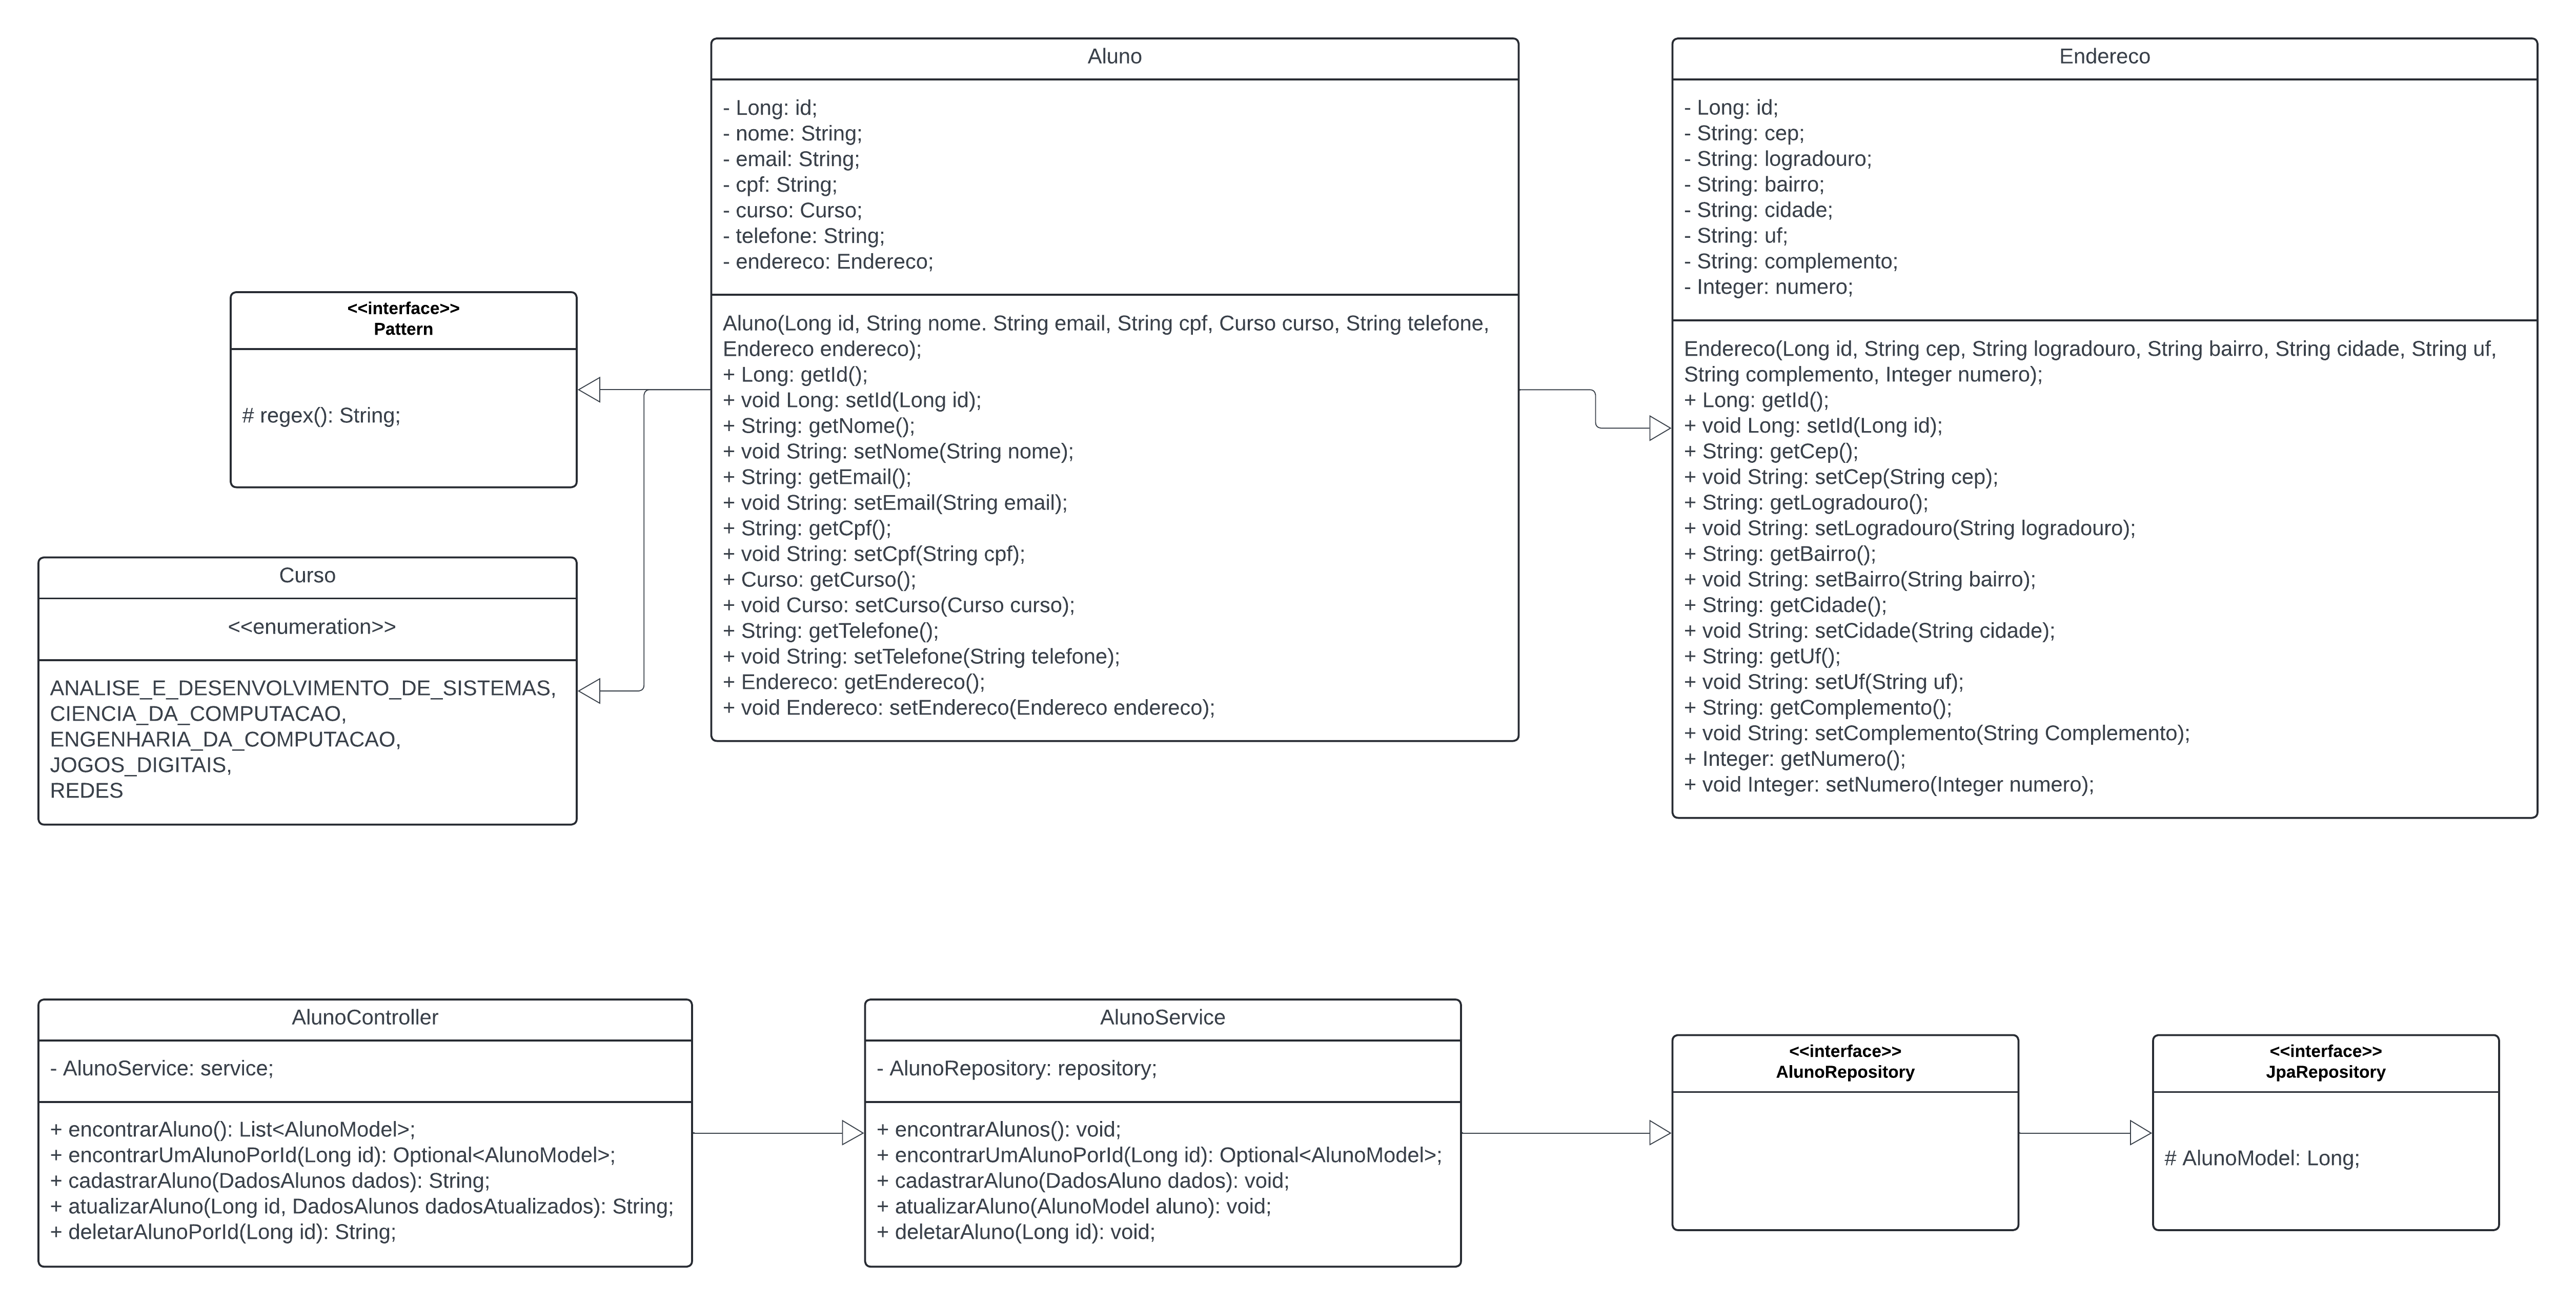 Aluno
- Long: id;
- nome: String;
- email: String;
- cpf: String;
- curso: Curso;
- telefone: String;
- endereco: Endereco;
Aluno(Long id, String nome. String email, String cpf, Curso curso, String telefone,
Endereco endereco);
+ Long: getId();
+ void Long: setId(Long id);
+ String: getNome();
+ void String: setNome(String nome);
+ String: getEmail();
+ void String: setEmail(String email);
+ String: getCpf();
+ void String: setCpf(String cpf);
+ Curso: getCurso();
+ void Curso: setCurso(Curso curso);
+ String: getTelefone();
+ void String: setTelefone(String telefone);
+ Endereco: getEndereco();
+ void Endereco: setEndereco(Endereco endereco);
Endereco
- Long: id;
- String: cep;
- String: logradouro;
- String: bairro;
- String: cidade;
- String: uf;
- String: complemento;
- Integer: numero;
Endereco(Long id, String cep, String logradouro, String bairro, String cidade, String uf,
String complemento, Integer numero);
+ Long: getId();
+ void Long: setId(Long id);
+ String: getCep();
+ void String: setCep(String cep);
+ String: getLogradouro();
+ void String: setLogradouro(String logradouro);
+ String: getBairro();
+ void String: setBairro(String bairro);
+ String: getCidade();
+ void String: setCidade(String cidade);
+ String: getUf();
+ void String: setUf(String uf);
+ String: getComplemento();
+ void String: setComplemento(String Complemento);
+ Integer: getNumero();
+ void Integer: setNumero(Integer numero);
<<interface>>
Pattern
# regex(): String;
Curso
<<enumeration>>
ANALISE_E_DESENVOLVIMENTO_DE_SISTEMAS,
CIENCIA_DA_COMPUTACAO,
ENGENHARIA_DA_COMPUTACAO,
JOGOS_DIGITAIS,
REDES
AlunoController
- AlunoService: service;
+ encontrarAluno(): List<AlunoModel>;
+ encontrarUmAlunoPorId(Long id): Optional<AlunoModel>;
+ cadastrarAluno(DadosAlunos dados): String;
+ atualizarAluno(Long id, DadosAlunos dadosAtualizados): String;
+ deletarAlunoPorId(Long id): String;
AlunoService
- AlunoRepository: repository;
+ encontrarAlunos(): void;
+ encontrarUmAlunoPorId(Long id): Optional<AlunoModel>;
+ cadastrarAluno(DadosAluno dados): void;
+ atualizarAluno(AlunoModel aluno): void;
+ deletarAluno(Long id): void;
<<interface>>
AlunoRepository
<<interface>>
JpaRepository
# AlunoModel: Long;